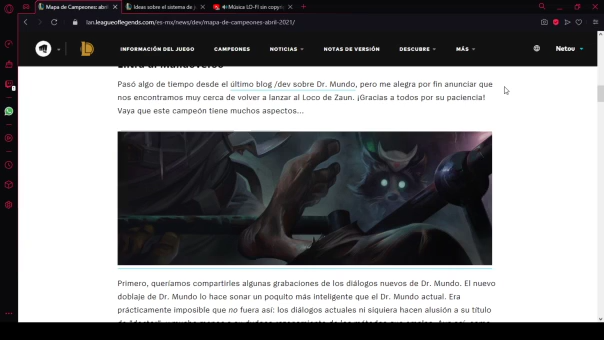 Mapa de Campeones: abril
Ideas sobre el sistema de j
Música LO-FI sin copyri
lan.leagueoflegends.com/es-mx/news/dev/mapa-de-campeones-abril-2021/
INFORMACIÓN DEL JUEGO CAMPEONES NOTICIAS NOTAS DE VERSIÓN DESCUBRE MÁS Netou
Pasó algo de tiempo desde el último blog /dev sobre Dr. Mundo, pero me alegra por fin anunciar que
nos encontramos muy cerca de volver a lanzar al Loco de Zaun. ¡Gracias a todos por su paciencia!
Vaya que este campeón tiene muchos aspectos...
Primero, queríamos compartirles algunas grabaciones de los diálogos nuevos de Dr. Mundo. El nuevo
doblaje de Dr. Mundo lo hace sonar un poquito más inteligente que el Dr. Mundo actual. Era
prácticamente imposible que no fuera así: los diálogos actuales ni siquiera hacen alusión a su título